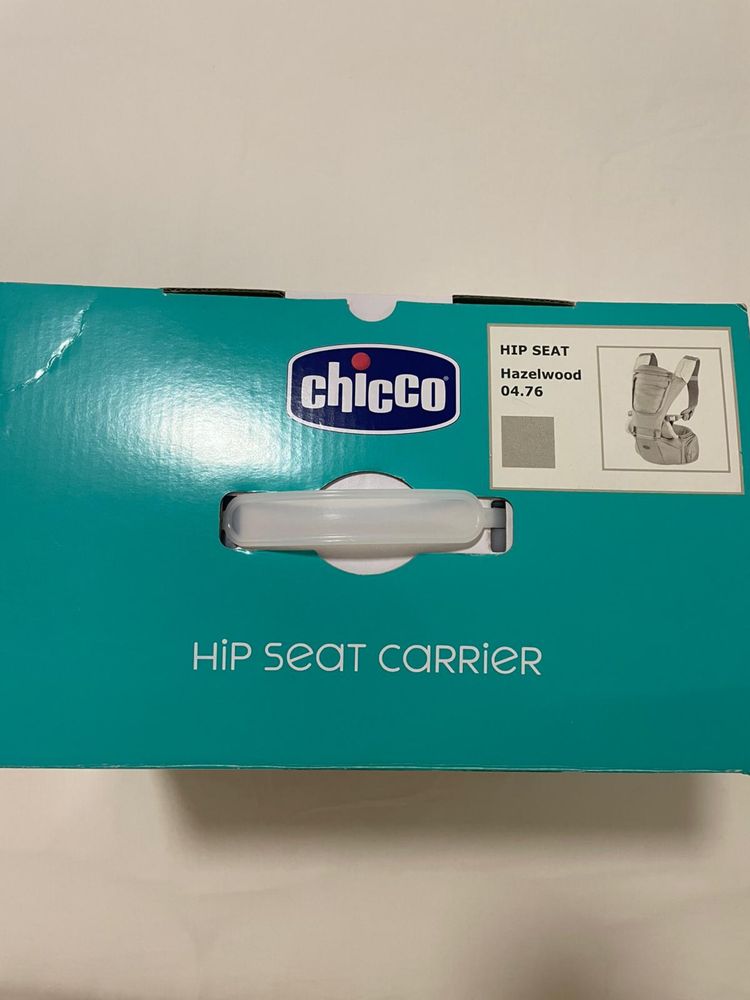 chicco
HIP SEAT
Hazelwood
04.76
HiP SeaT CaRRieR